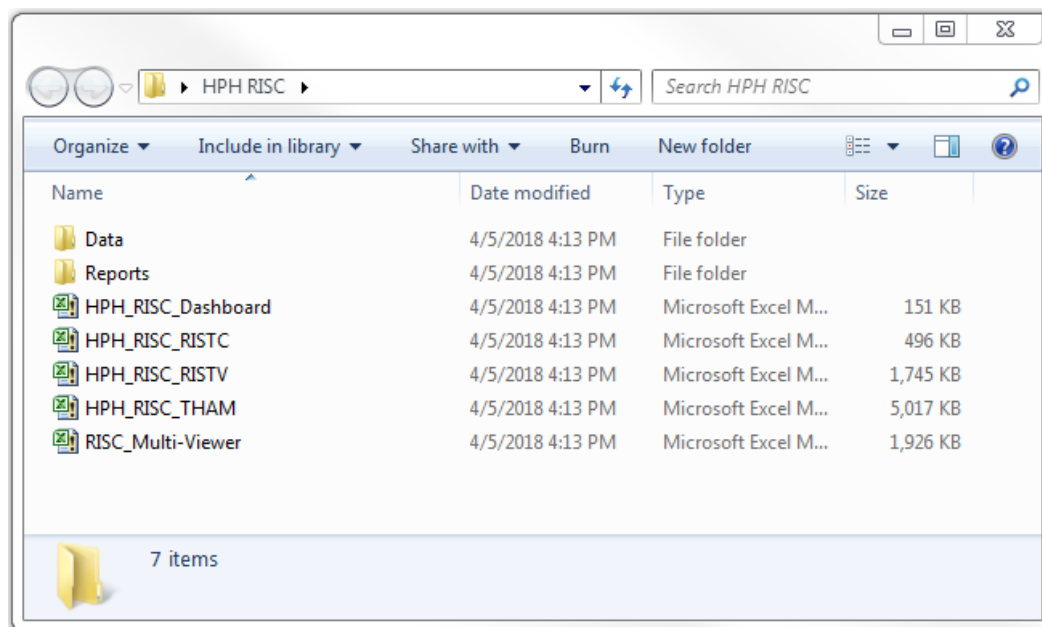 HPH RISC
Search HPH RISC
Organize Include in library Share with Burn New folder
Name Date modified Type Size
Data 4/5/2018 4:13 PM File folder
Reports 4/5/2018 4:13 PM File folder
HPH_RISC_Dashboard 4/5/2018 4:13 PM Microsoft Excel M... 151 KB
HPH_RISC_RISTC 4/5/2018 4:13 PM Microsoft Excel M... 496 KB
HPH_RISC_RISTV 4/5/2018 4:13 PM Microsoft Excel M... 1,745 KB
HPH_RISC_THAM 4/5/2018 4:13 PM Microsoft Excel M... 5,017 KB
RISC_Multi-Viewer 4/5/2018 4:13 PM Microsoft Excel M... 1,926 KB
7 items